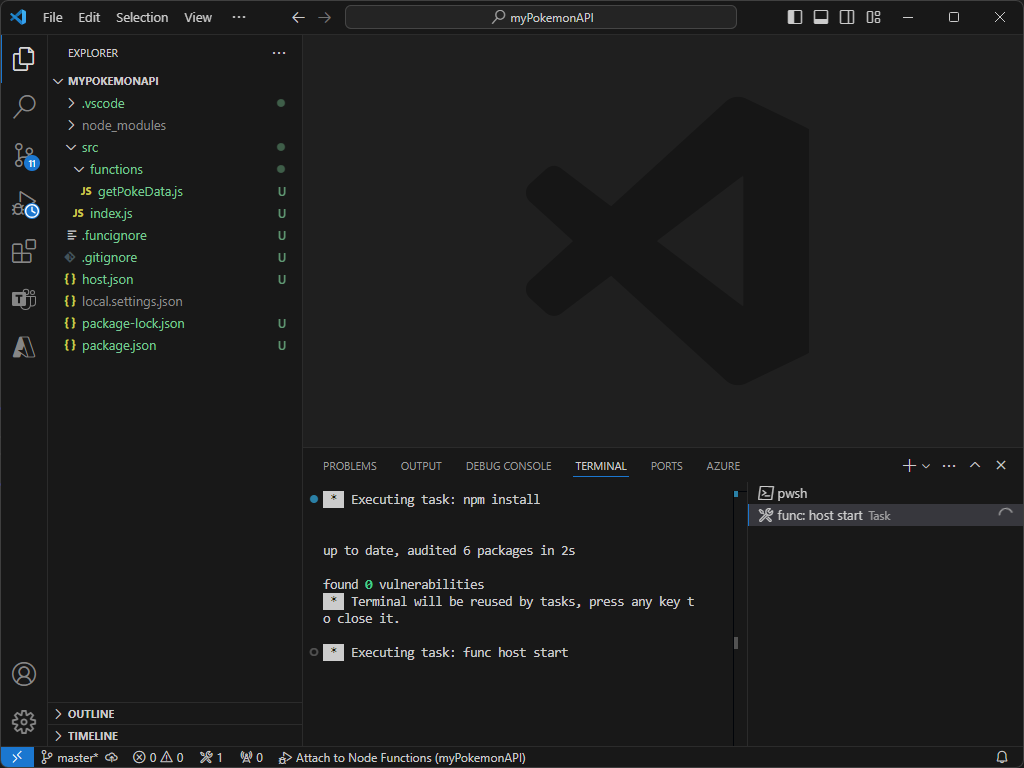 File Edit Selection View ···
myPokemonAPI
EXPLORER ···
MYPOKEMONAPI
.vscode
node_modules
src
functions
JS getPokeData.js U
JS index.js U
.funcignore U
.gitignore U
{} host.json U
{} local.settings.json
{} package-lock.json U
{} package.json U
11
OUTLINE
TIMELINE
PROBLEMS OUTPUT DEBUG CONSOLE TERMINAL PORTS AZURE
* Executing task: npm install
up to date, audited 6 packages in 2s
found 0 vulnerabilities
* Terminal will be reused by tasks, press any key t
o close it.
* Executing task: func host start
pwsh
func: host start Task
master* 0 0 1 0 Attach to Node Functions (myPokemonAPI)